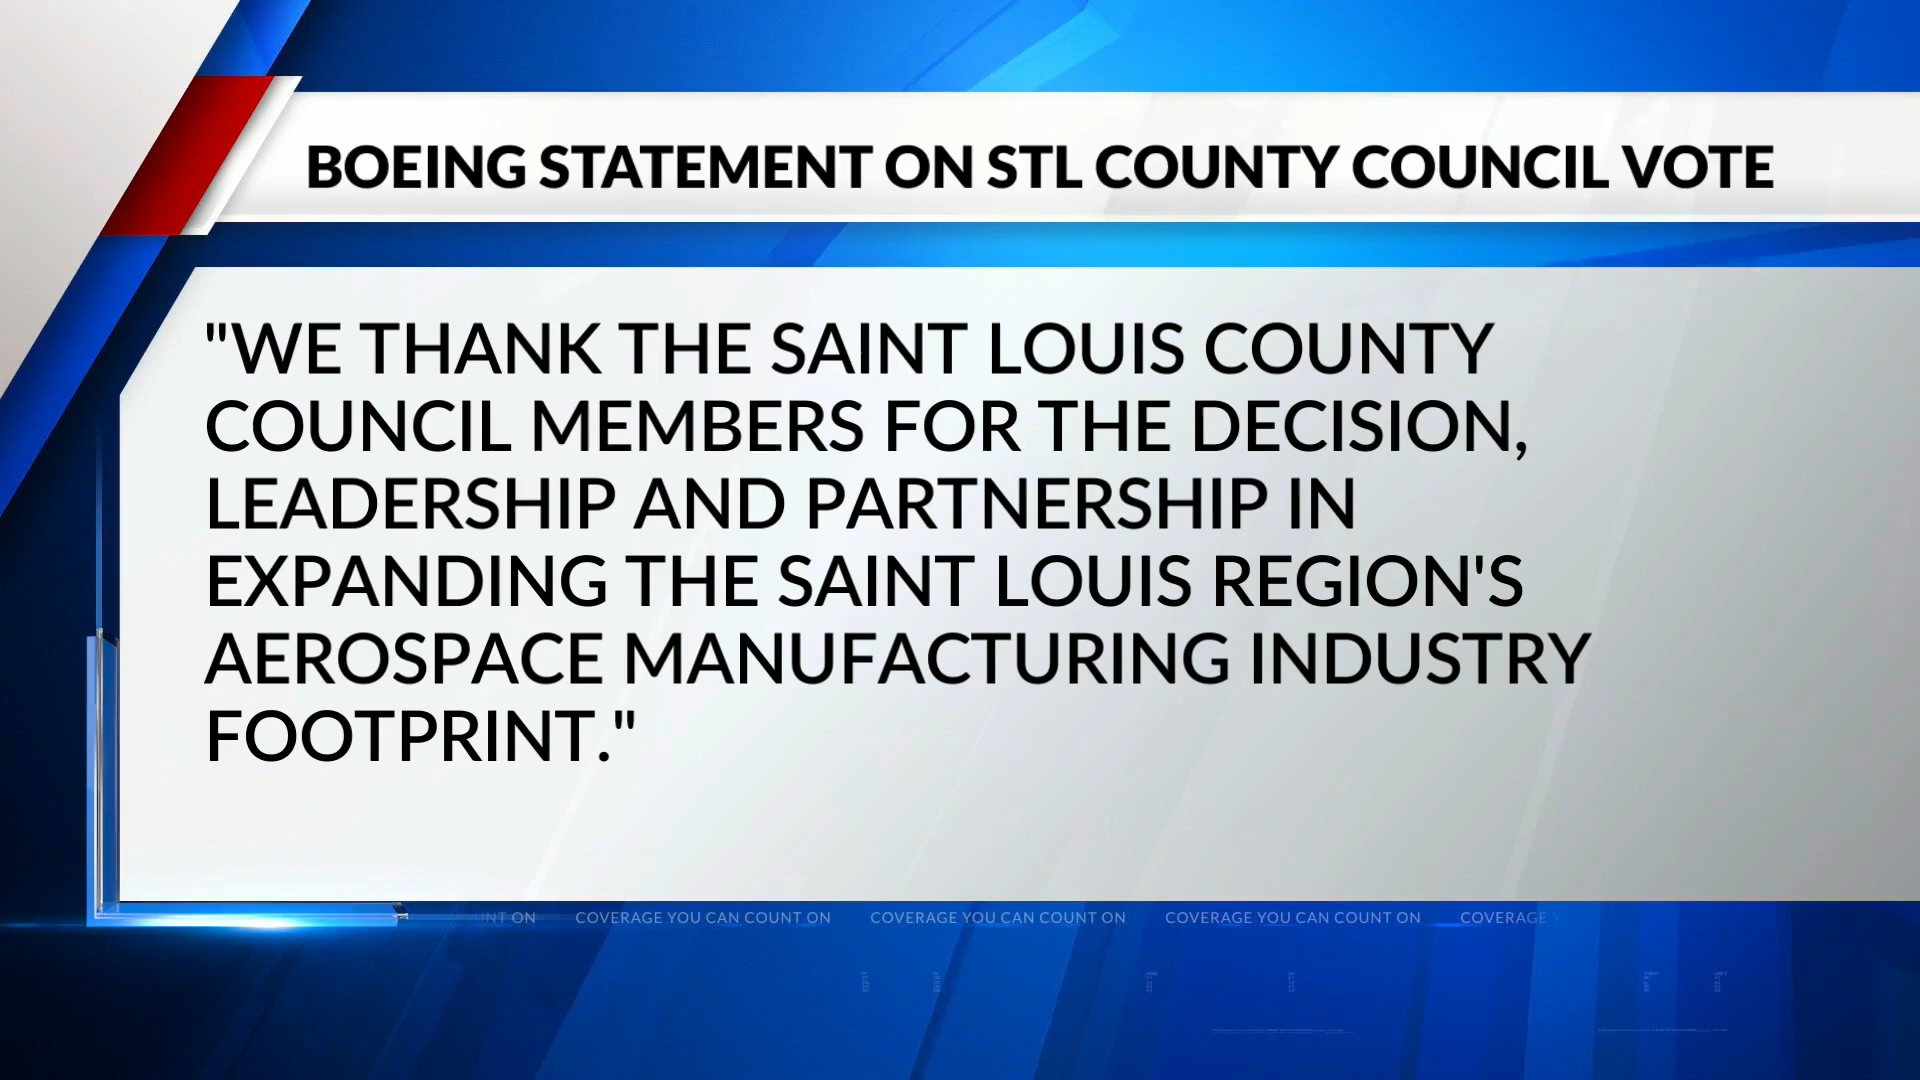 BOEING STATEMENT ON STL COUNTY COUNCIL VOTE
"WE THANK THE SAINT LOUIS COUNTY
COUNCIL MEMBERS FOR THE DECISION,
LEADERSHIP AND PARTNERSHIP IN
EXPANDING THE SAINT LOUIS REGION'S
AEROSPACE MANUFACTURING INDUSTRY
FOOTPRINT."
ON COVERAGE YOU CAN COUNT ON COVERAGE YOU CAN COUNT ON COVERAGE YOU CAN COUNT ON COVERAGE